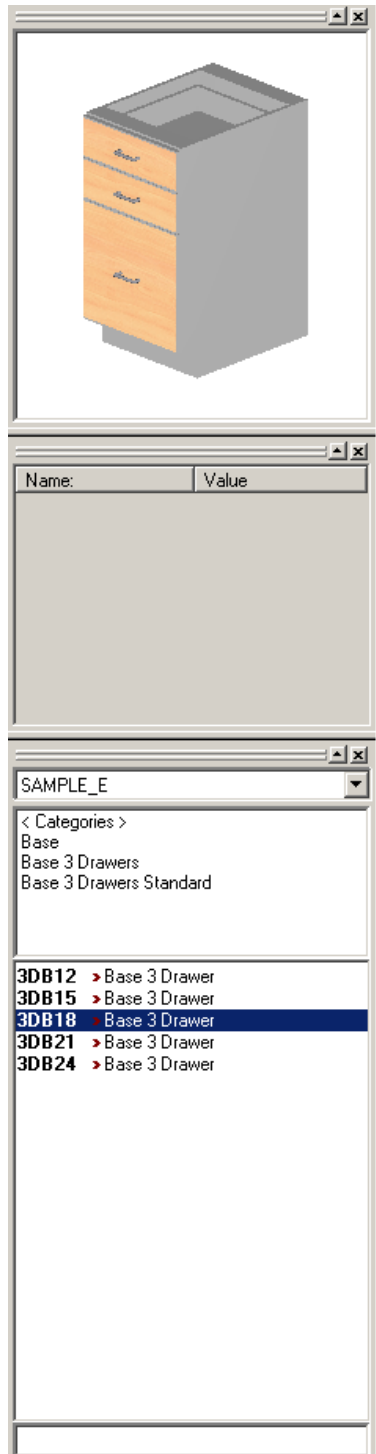 Name: Value
SAMPLE_E
< Categories >
Base
Base 3 Drawers
Base 3 Drawers Standard
3DB12 Base 3 Drawer
3DB15 Base 3 Drawer
3DB18 Base 3 Drawer
3DB21 Base 3 Drawer
3DB24 Base 3 Drawer